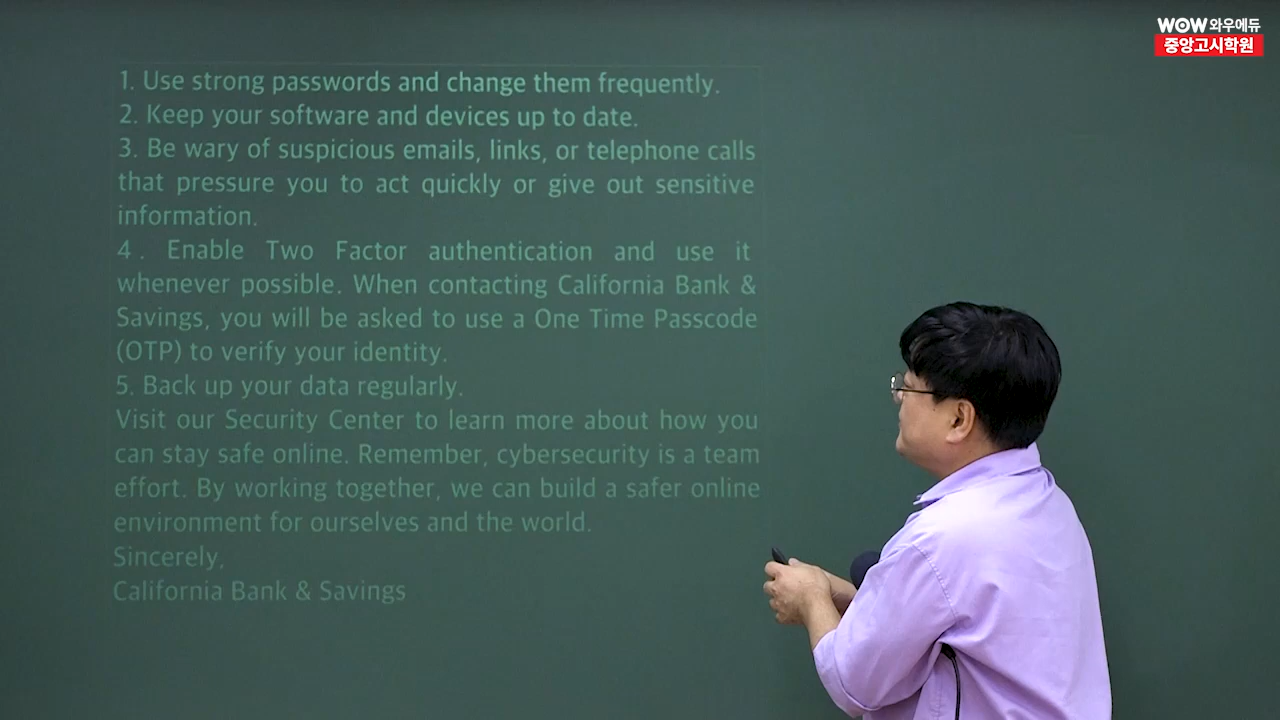 WOW 와우에듀
중앙고시학원
1. Use strong passwords and change them frequently.
2. Keep your software and devices up to date.
3. Be wary of suspicious emails, links, or telephone calls
that pressure you to act quickly or give out sensitive
information.
4. Enable Two Factor authentication and use it
whenever possible. When contacting California Bank &
Savings, you will be asked to use a One Time Passcode
(OTP) to verify your identity.
5. Back up your data regularly.
Visit our Security Center to learn more about how you
can stay safe online. Remember, cybersecurity is a team
effort. By working together, we can build a safer online
environment for ourselves and the world.
Sincerely,
California Bank & Savings